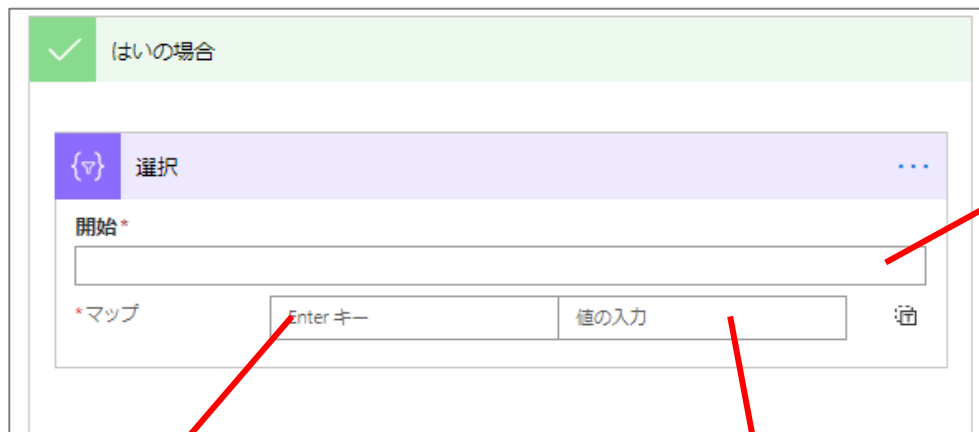 はいの場合
選択
開始*
*マップ
Enter キー
値の入力